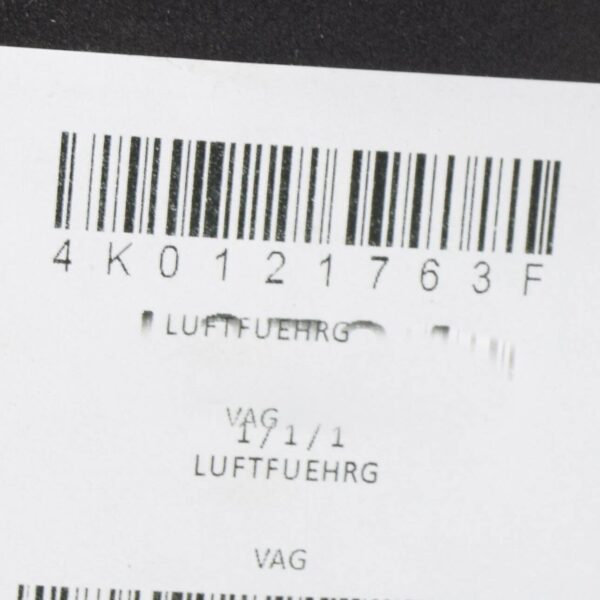 4K0121763F
LUFTFUEHRG
VAG
1/1/1
LUFTFUEHRG
VAG